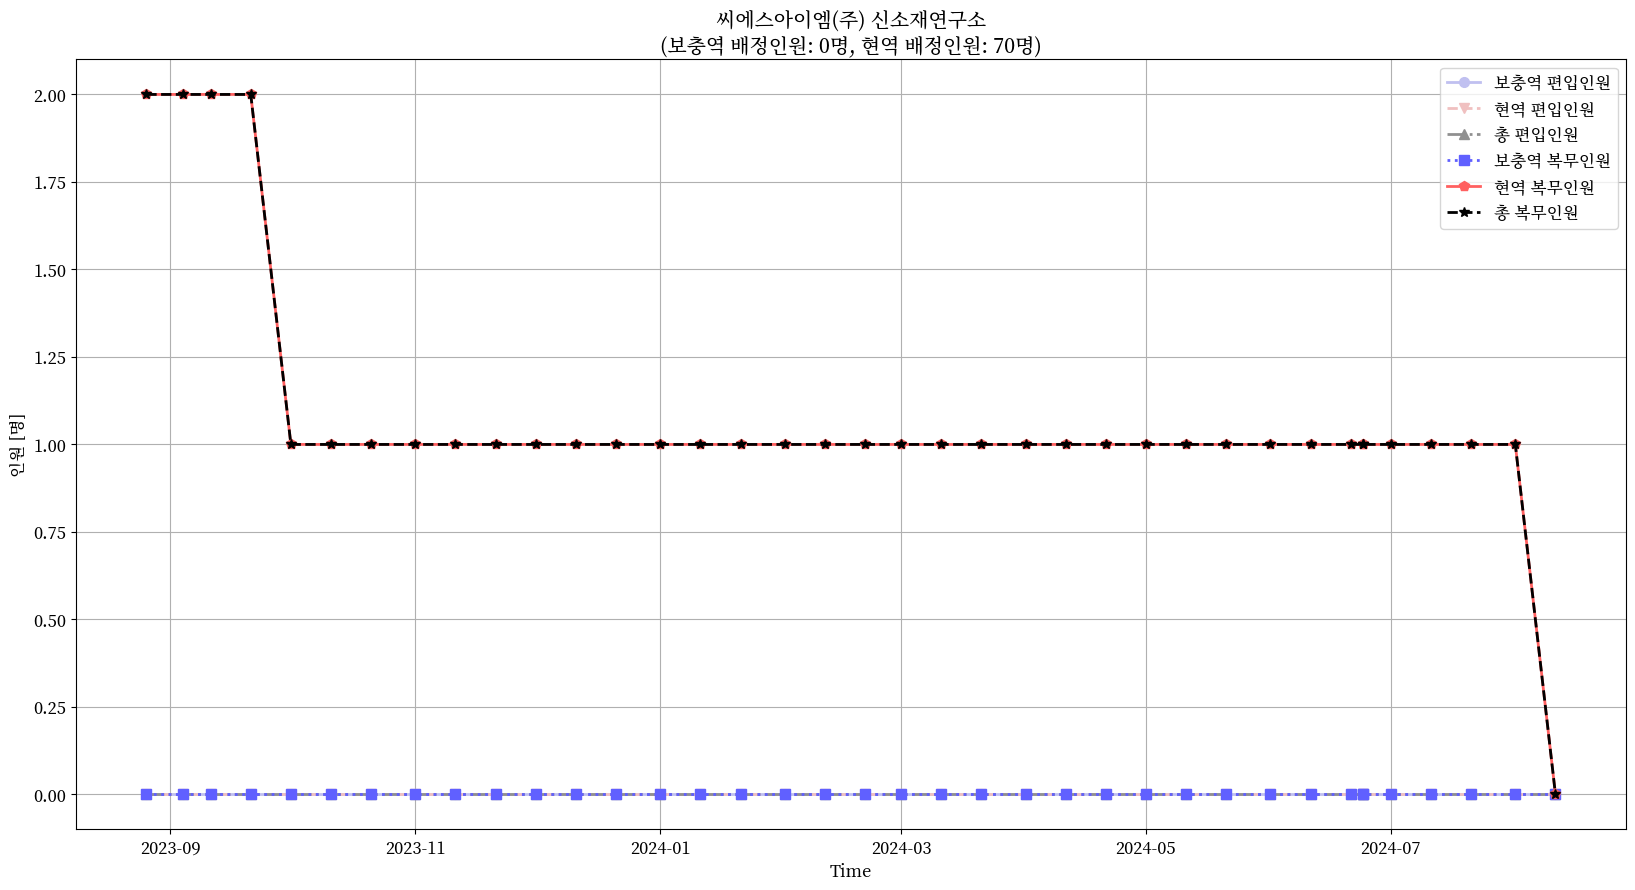 씨에스아이엠(주) 신소재연구소
(보충역 배정인원: 0명, 현역 배정인원: 70명)
보충역 편입인원
현역 편입인원
총 편입인원
보충역 복무인원
현역 복무인원
총 복무인원
인원 [명]
2.00
1.75
1.50
1.25
1.00
0.75
0.50
0.25
0.00
2023-09
2023-11
2024-01
2024-03
2024-05
2024-07
Time